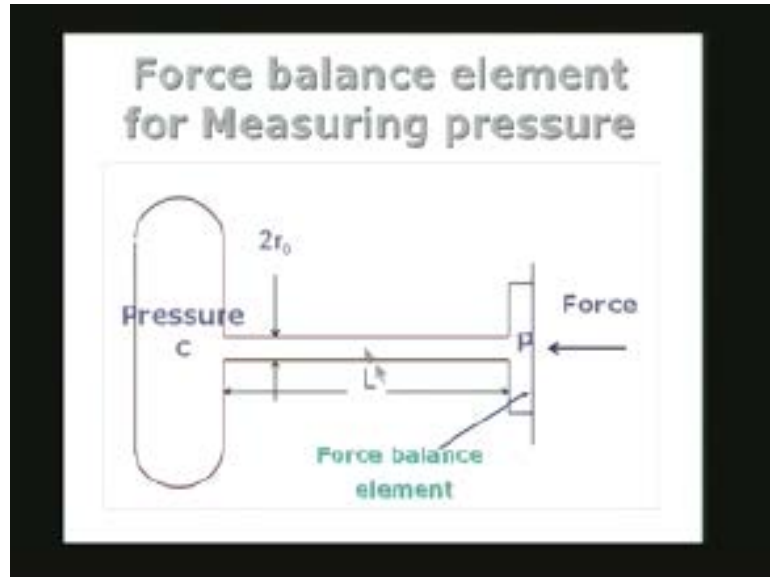 Force balance element
for Measuring pressure
2r₀
Pressure
c
p
Force
L
Force balance
element